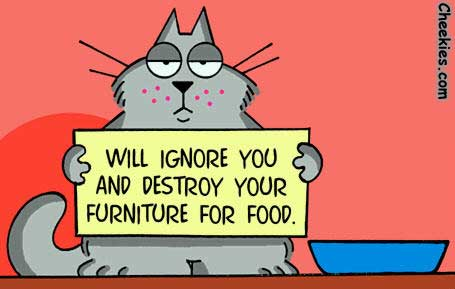 WILL IGNORE YOU
AND DESTROY YOUR
FURNITURE FOR FOOD.
Cheekies.com